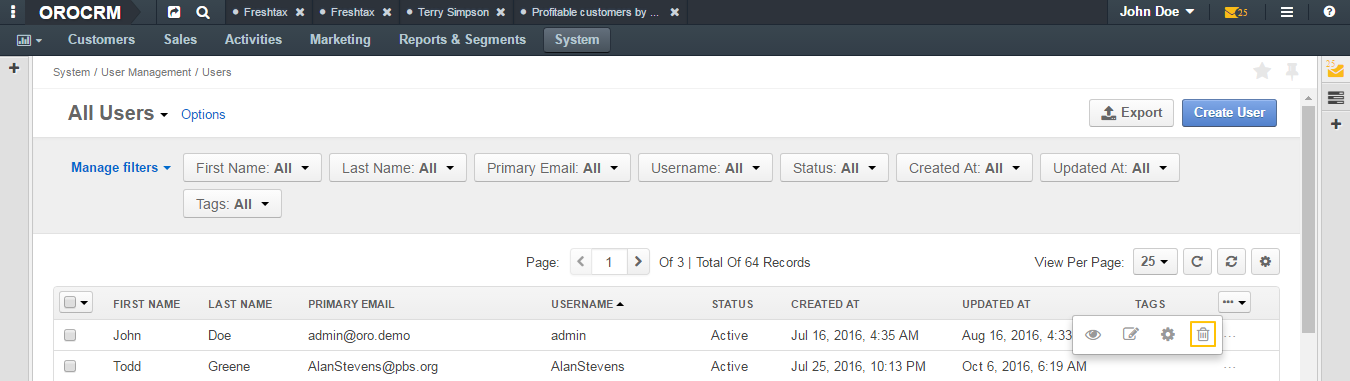 OROCRM Freshtax Freshtax Terry Simpson Profitable customers by ... John Doe 25
Customers Sales Activities Marketing Reports & Segments System
System / User Management / Users
25
All Users Options Export Create User
Manage filters First Name: All Last Name: All Primary Email: All Username: All Status: All Created At: All Updated At: All
Tags: All
Page: 1 Of 3 | Total Of 64 Records View Per Page: 25
FIRST NAME LAST NAME PRIMARY EMAIL USERNAME STATUS CREATED AT UPDATED AT TAGS ...
John Doe admin@oro.demo admin Active Jul 16, 2016, 4:35 AM Aug 16, 2016, 4:33 ...
Todd Greene AlanStevens@pbs.org AlanStevens Active Jul 25, 2016, 10:13 PM Oct 6, 2016, 6:19 AM ...